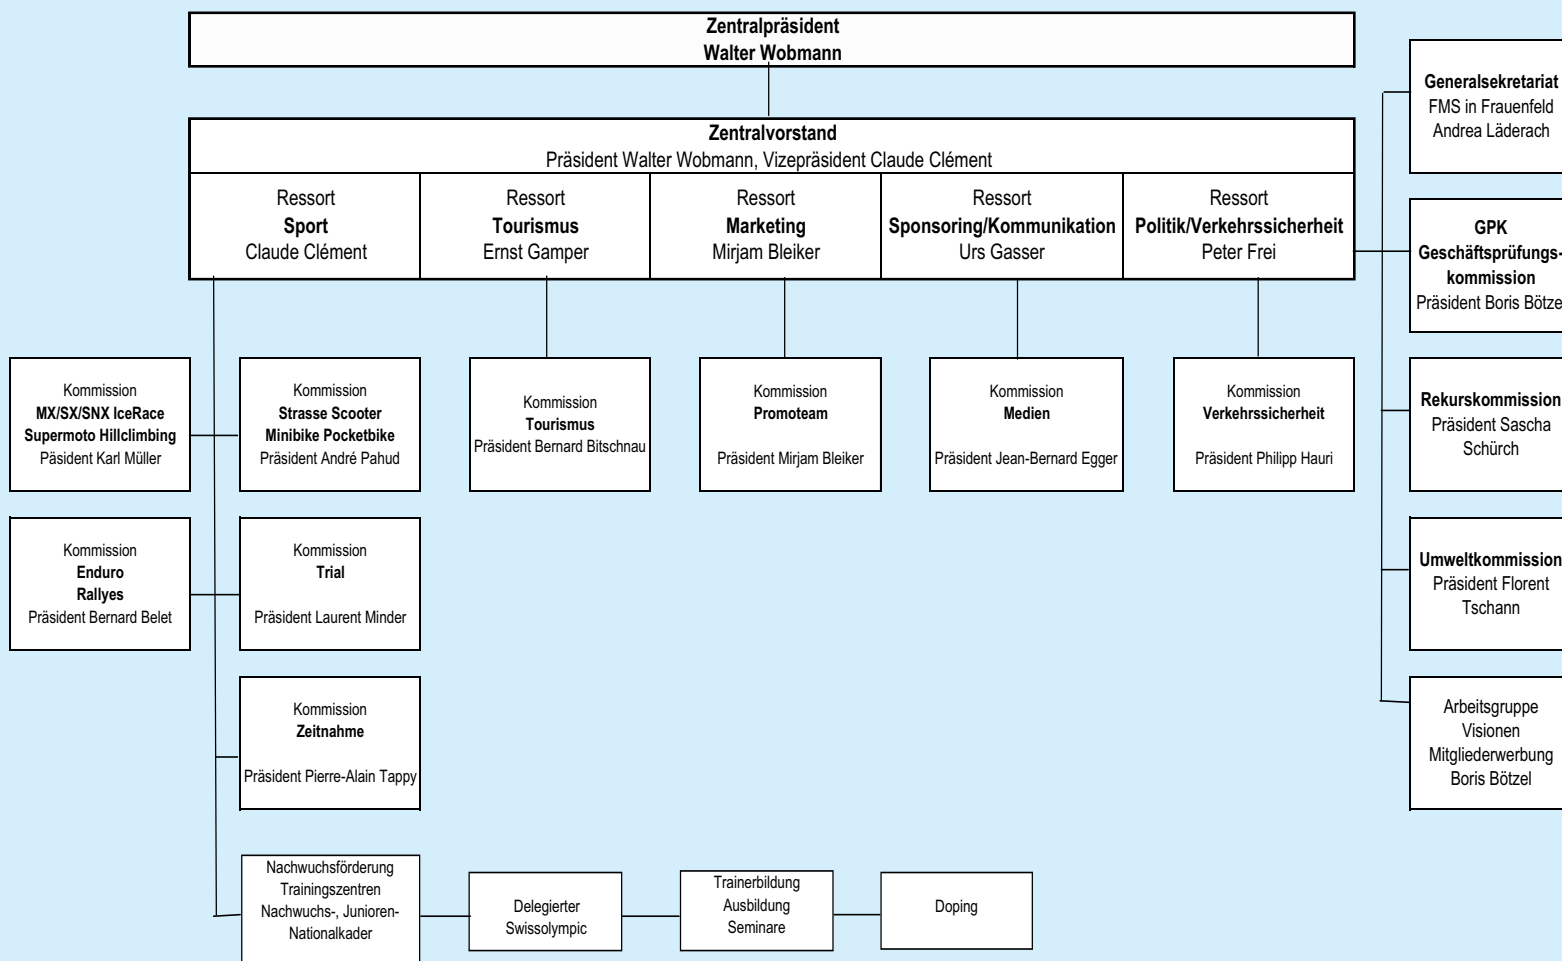 Zentralpräsident
Walter Wobmann
Zentralvorstand
Präsident Walter Wobmann, Vizepräsident Claude Clément
Ressort
Sport
Claude Clément
Ressort
Tourismus
Ernst Gamper
Ressort
Marketing
Mirjam Bleiker
Ressort
Sponsoring/Kommunikation
Urs Gasser
Ressort
Politik/Verkehrssicherheit
Peter Frei
Generalsekretariat
FMS in Frauenfeld
Andrea Läderach
GPK
Geschäftsprüfungs-
kommission
Präsident Boris Bötze
Rekurskommission
Präsident Sascha
Schürch
Umweltkommission
Präsident Florent
Tschann
Arbeitsgruppe
Visionen
Mitgliederwerbung
Boris Bötzel
Kommission
MX/SX/SNX IceRace
Supermoto Hillclimbing
Päsident Karl Müller
Kommission
Strasse Scooter
Minibike Pocketbike
Präsident André Pahud
Kommission
Tourismus
Präsident Bernard Bitschnau
Kommission
Promoteam
Präsident Mirjam Bleiker
Kommission
Medien
Präsident Jean-Bernard Egger
Kommission
Verkehrssicherheit
Präsident Philipp Hauri
Kommission
Enduro
Rallyes
Präsident Bernard Belet
Kommission
Trial
Präsident Laurent Minder
Kommission
Zeitnahme
Präsident Pierre-Alain Tappy
Nachwuchsförderung
Trainingszentren
Nachwuchs-, Junioren-
Nationalkader
Delegierter
Swissolympic
Trainerbildung
Ausbildung
Seminare
Doping